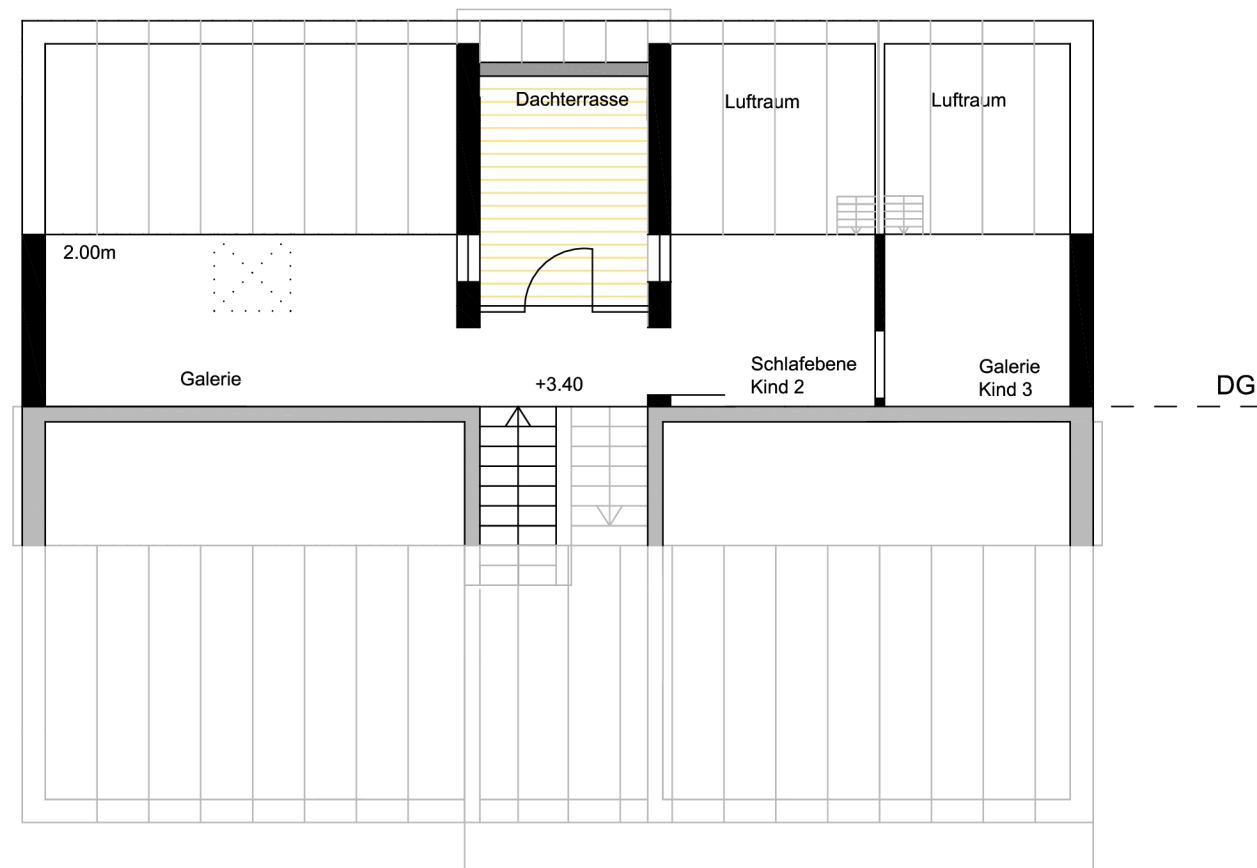 Dachterrasse
Luftraum
Luftraum
2.00m
Galerie
+3.40
Schlafebene
Kind 2
Galerie
Kind 3
DG